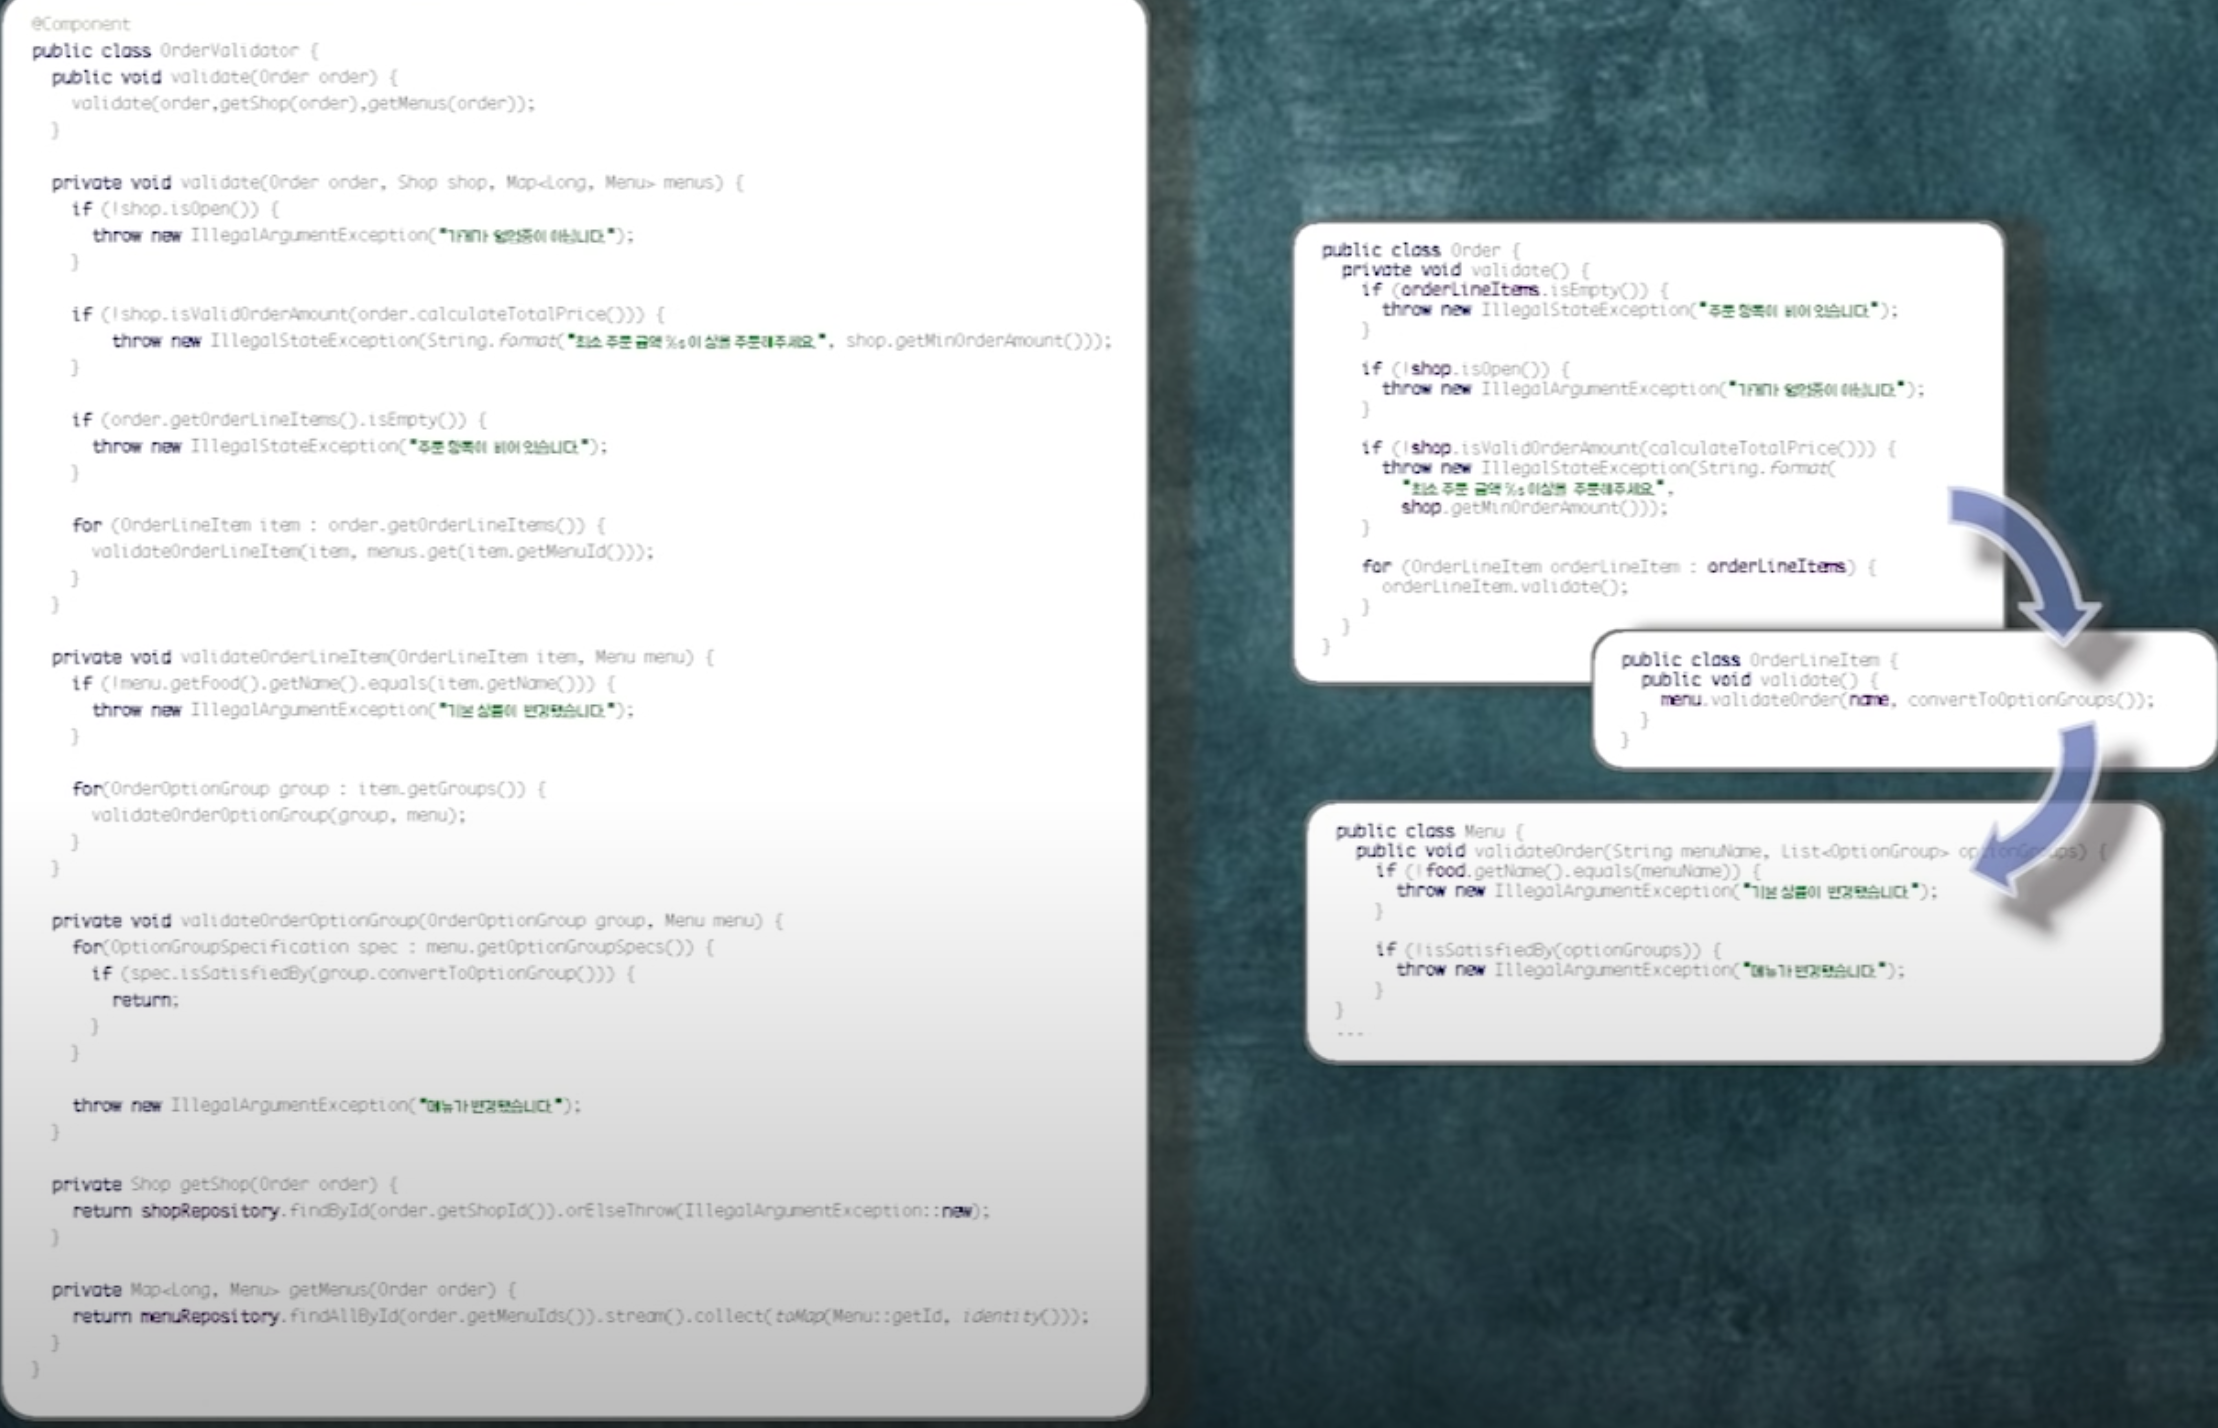 @Component
public class OrderValidator {
public void validate(Order order) {
validate(order,getShop(order),getMenus(order));
}
private void validate(Order order, Shop shop, Map<Long, Menu> menus) {
if (!shop.isOpen()) {
throw new IllegalArgumentException("가게가 영업중이 아닙니다.");
}
if (!shop.isValidOrderAmount(order.calculateTotalPrice())) {
throw new IllegalStateException(String.format("최소 주문 금액 %s 이상을 주문해주세요.", shop.getMinOrderAmount()));
}
if (order.getOrderLineItems().isEmpty()) {
throw new IllegalStateException("주문 항목이 비어 있습니다.");
}
for (OrderLineItem item : order.getOrderLineItems()) {
validateOrderLineItem(item, menus.get(item.getMenuId()));
}
}
private void validateOrderLineItem(OrderLineItem item, Menu menu) {
if (!menu.getFood().getName().equals(item.getName())) {
throw new IllegalArgumentException("기본 상품이 변경됐습니다.");
}
for(OrderOptionGroup group : item.getGroups()) {
validateOrderOptionGroup(group, menu);
}
}
private void validateOrderOptionGroup(OrderOptionGroup group, Menu menu) {
for(OptionGroupSpecification spec : menu.getOptionGroupSpecs()) {
if (spec.isSatisfiedBy(group.convertToOptionGroup())) {
return;
}
}
throw new IllegalArgumentException("메뉴가 변경됐습니다.");
}
private Shop getShop(Order order) {
return shopRepository.findById(order.getShopId()).orElseThrow(IllegalArgumentException::new);
}
private Map<Long, Menu> getMenus(Order order) {
return menuRepository.findAllById(order.getMenuIds()).stream().collect(toMap(Menu::getId, identity()));
}
}
public class Order {
private void validate() {
if (orderLineItems.isEmpty()) {
throw new IllegalStateException("주문 항목이 비어 있습니다.");
}
if (!shop.isOpen()) {
throw new IllegalArgumentException("가게가 영업중이 아닙니다.");
}
if (!shop.isValidOrderAmount(calculateTotalPrice())) {
throw new IllegalStateException(String.format(
"최소 주문 금액 %s 이상을 주문해주세요.",
shop.getMinOrderAmount()));
}
for (OrderLineItem orderLineItem : orderLineItems) {
orderLineItem.validate();
}
}
}
public class OrderLineItem {
public void validate() {
menu.validateOrder(name, convertToOptionGroups());
}
}
public class Menu {
public void validateOrder(String menuName, List<OptionGroup> optionGroups) {
if (!food.getName().equals(menuName)) {
throw new IllegalArgumentException("기본 상품이 변경됐습니다.");
}
if (!isSatisfiedBy(optionGroups)) {
throw new IllegalArgumentException("메뉴가 변경됐습니다.");
}
}
...